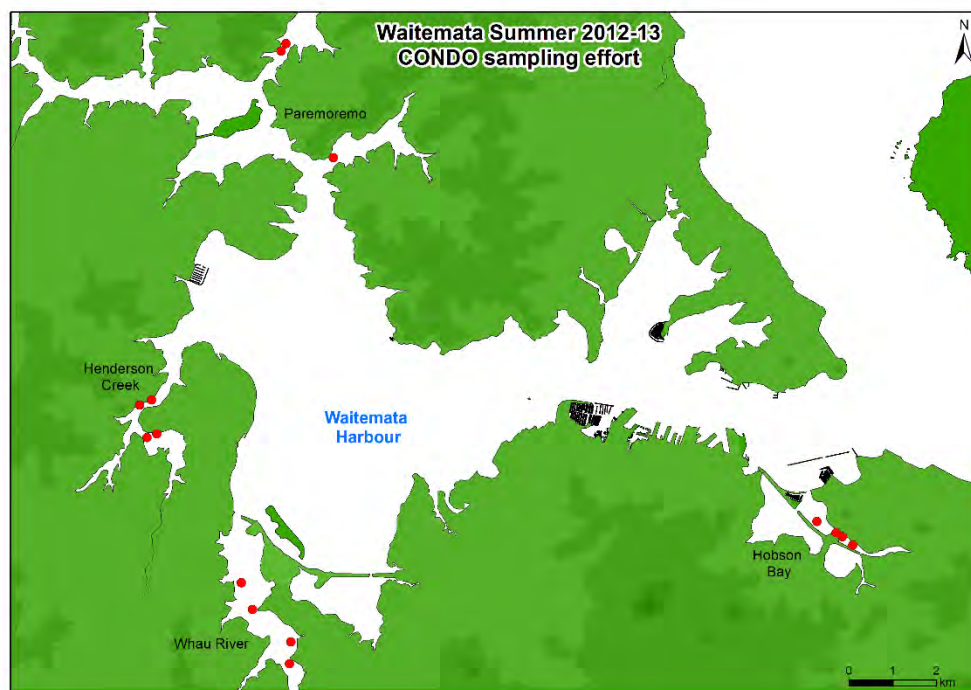 Waitemata Summer 2012-13
CONDO sampling effort
N
Paremoremo
Henderson
Creek
Waitemata
Harbour
Hobson
Bay
Whau River
0 1 2
km